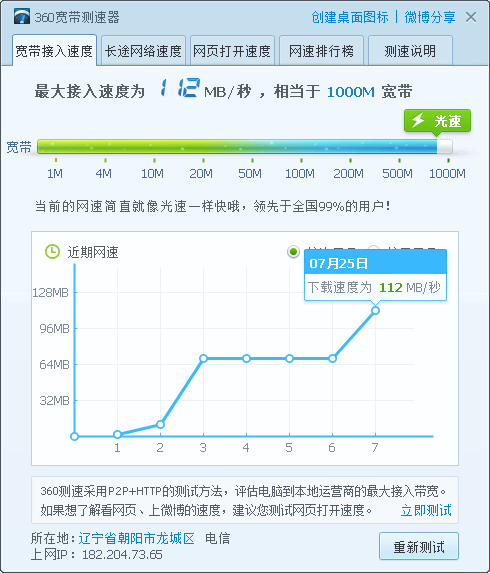 360宽带测速器
创建桌面图标 | 微博分享
宽带接入速度 长途网络速度 网页打开速度 网速排行榜 测速说明
最大接入速度为 112 MB/秒 ，相当于 1000M 宽带
光速
宽带
1M 4M 10M 20M 50M 100M 200M 500M 1000M
当前的网速简直就像光速一样快哦，领先于全国99%的用户！
近期网速
07月25日
下载速度为 112 MB/秒
128MB
96MB
64MB
32MB
1 2 3 4 5 6 7
360测速采用P2P+HTTP的测试方法，评估电脑到本地运营商的最大接入带宽。
如果想了解看网页、上微博的速度，建议您测试网页打开速度。 立即测试
所在地: 辽宁省朝阳市龙城区 电信
上网IP: 182.204.73.65
重新测试